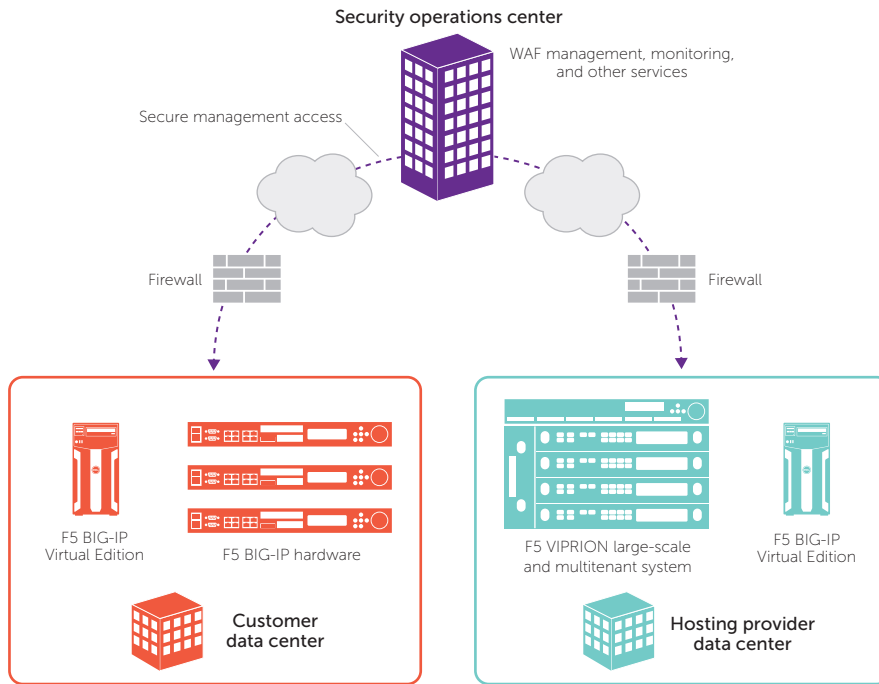 Security operations center
WAF management, monitoring,
and other services
Secure management access
Firewall
Firewall
F5 BIG-IP
Virtual Edition
F5 BIG-IP hardware
Customer
data center
F5 VIPRION large-scale
and multitenant system
F5 BIG-IP
Virtual Edition
Hosting provider
data center